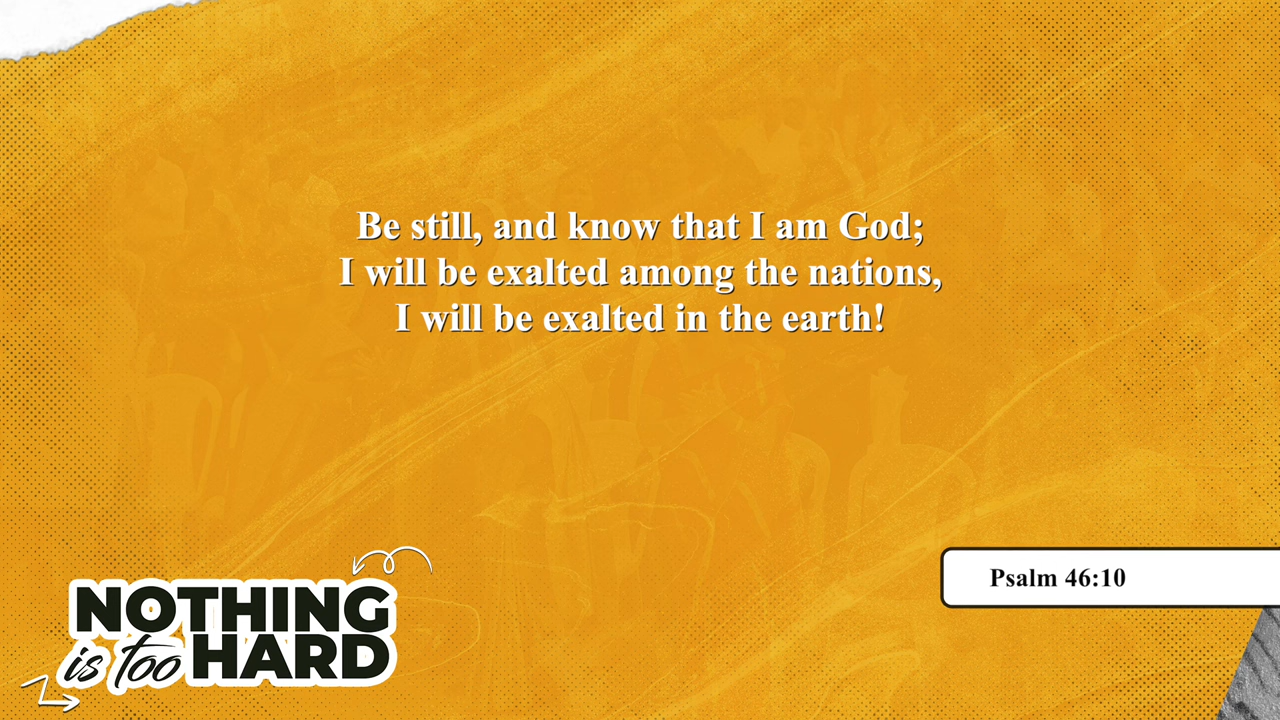 Be still, and know that I am God;
I will be exalted among the nations,
I will be exalted in the earth!
Psalm 46:10
NOTHING
is too HARD